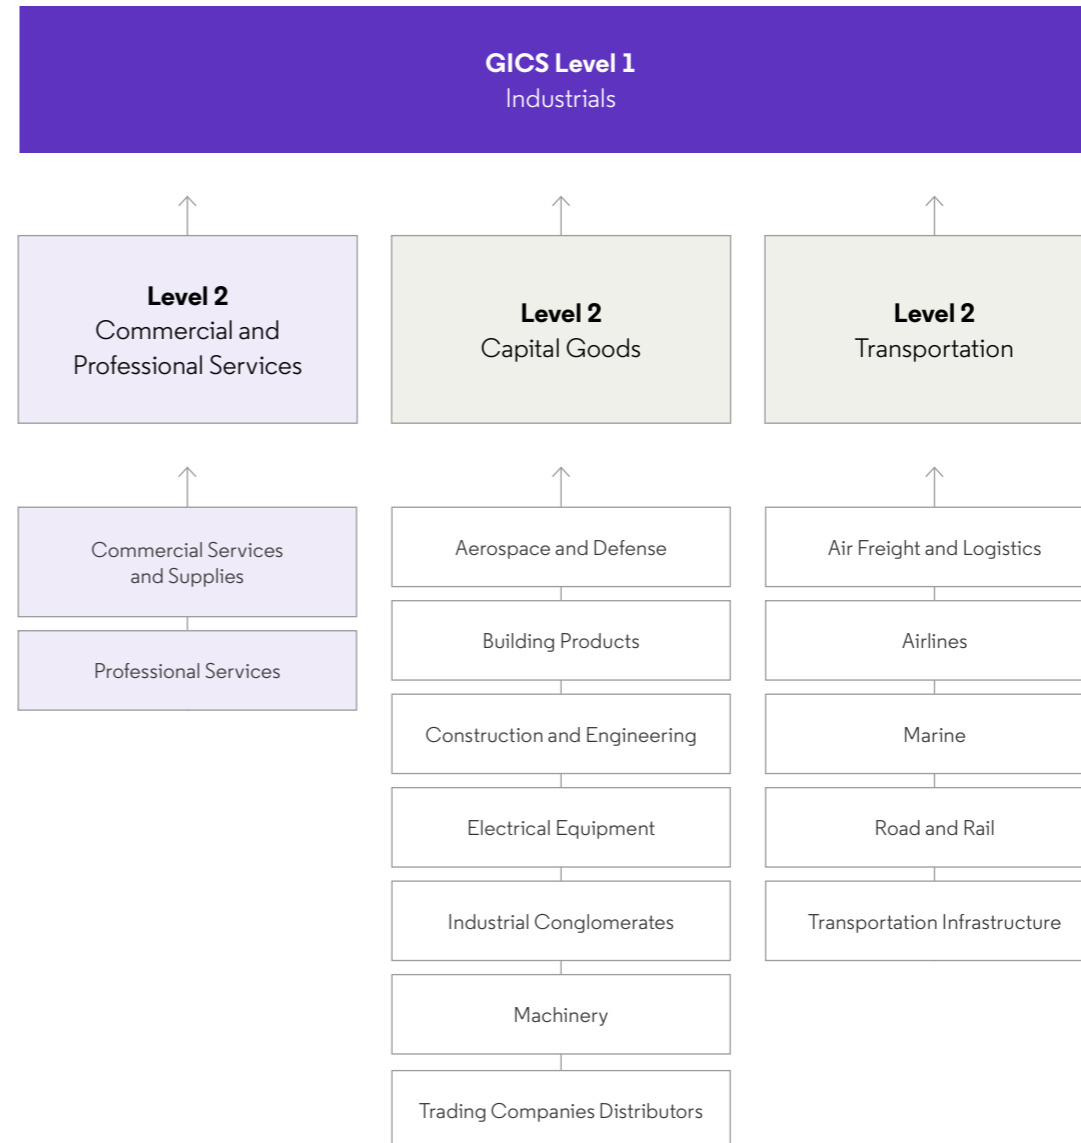 GICS Level 1
Industrials
Level 2
Commercial and
Professional Services
Commercial Services
and Supplies
Professional Services
Level 2
Capital Goods
Aerospace and Defense
Building Products
Construction and Engineering
Electrical Equipment
Industrial Conglomerates
Machinery
Trading Companies Distributors
Level 2
Transportation
Air Freight and Logistics
Airlines
Marine
Road and Rail
Transportation Infrastructure